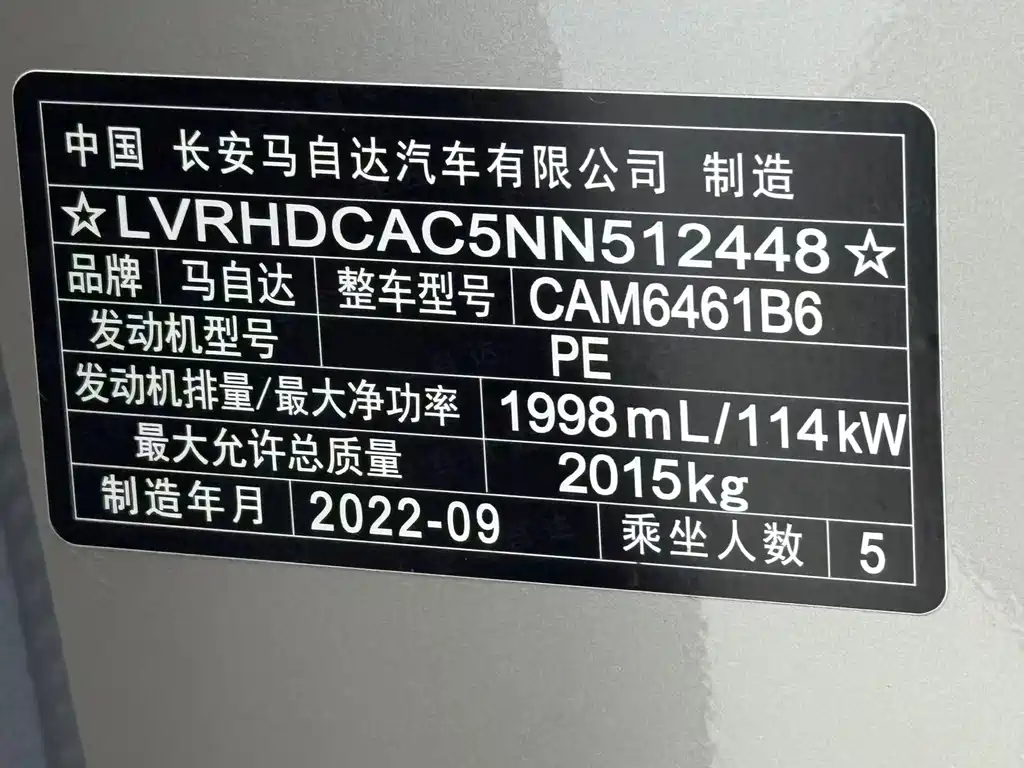 中国 长安马自达汽车有限公司 制造
☆LVRHDCAC5NN512448☆
品牌 马自达 整车型号 CAM6461B6
发动机型号 PE
发动机排量/最大净功率 1998mL/114kW
最大允许总质量 2015kg
制造年月 2022-09 乘坐人数 5